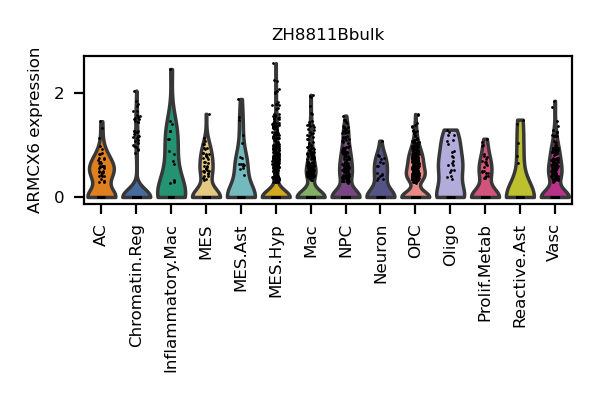 ZH8811Bbulk
ARMCX6 expression
2
0
AC
Chromatin.Reg
Inflammatory.Mac
MES
MES.Ast
MES.Hyp
Mac
NPC
Neuron
OPC
Oligo
Prolif.Metab
Reactive.Ast
Vasc